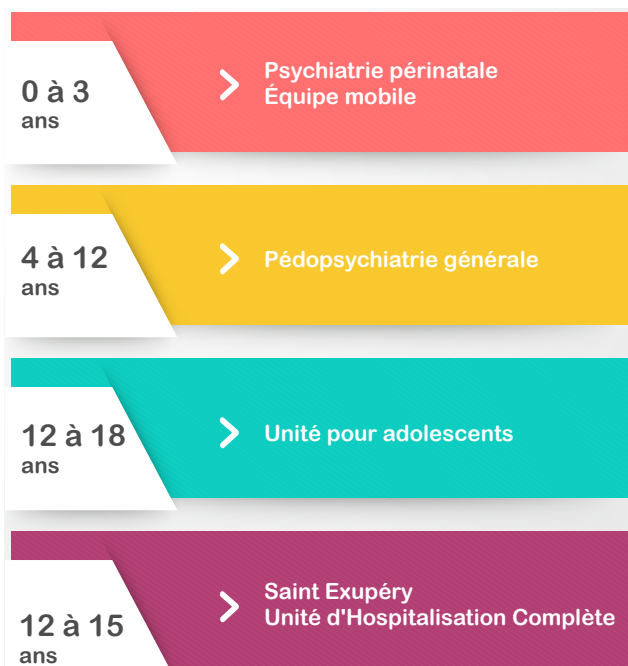 0 à 3
ans
Psychiatrie périnatale
Équipe mobile
4 à 12
ans
Pédopsychiatrie générale
12 à 18
ans
Unité pour adolescents
12 à 15
ans
Saint Exupéry
Unité d'Hospitalisation Complète